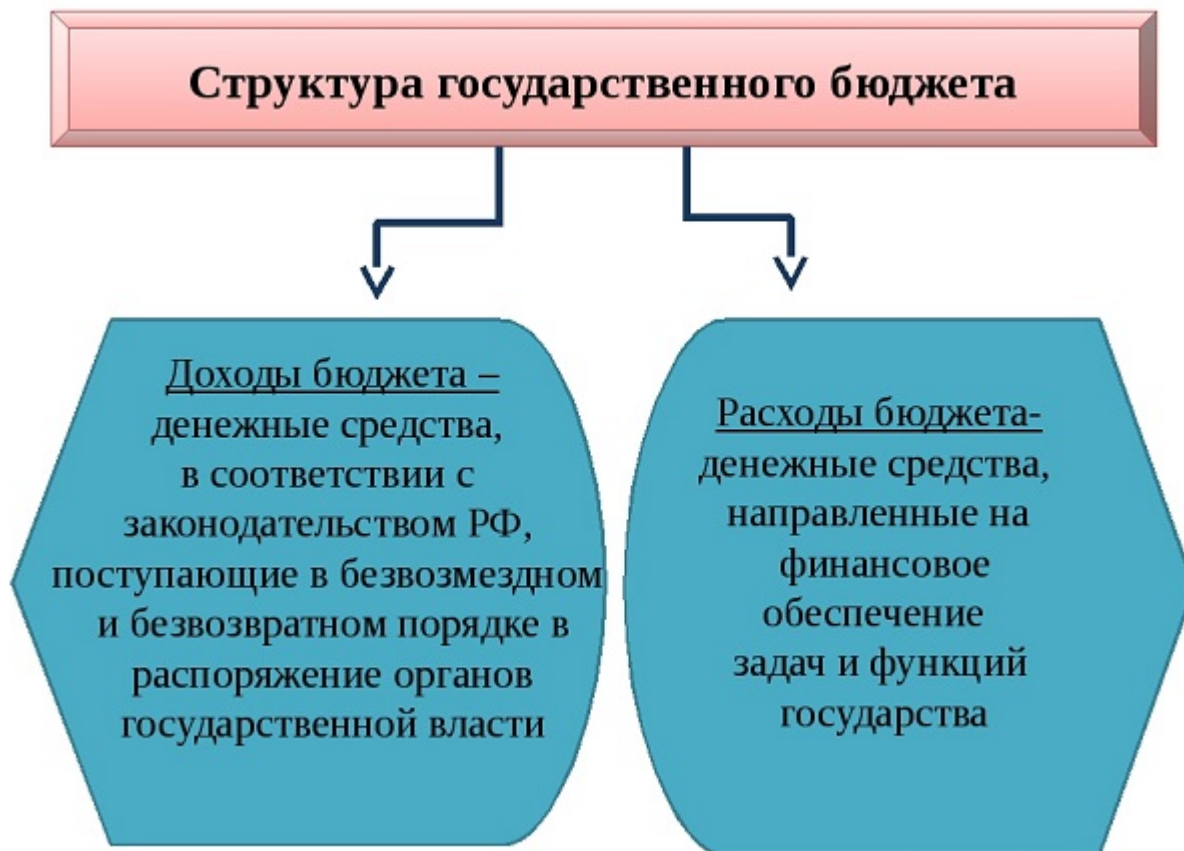 Структура государственного бюджета
Доходы бюджета –
денежные средства,
в соответствии с
законодательством РФ,
поступающие в безвозмездном
и безвозвратном порядке в
распоряжение органов
государственной власти
Расходы бюджета-
денежные средства,
направленные на
финансовое
обеспечение
задач и функций
государства